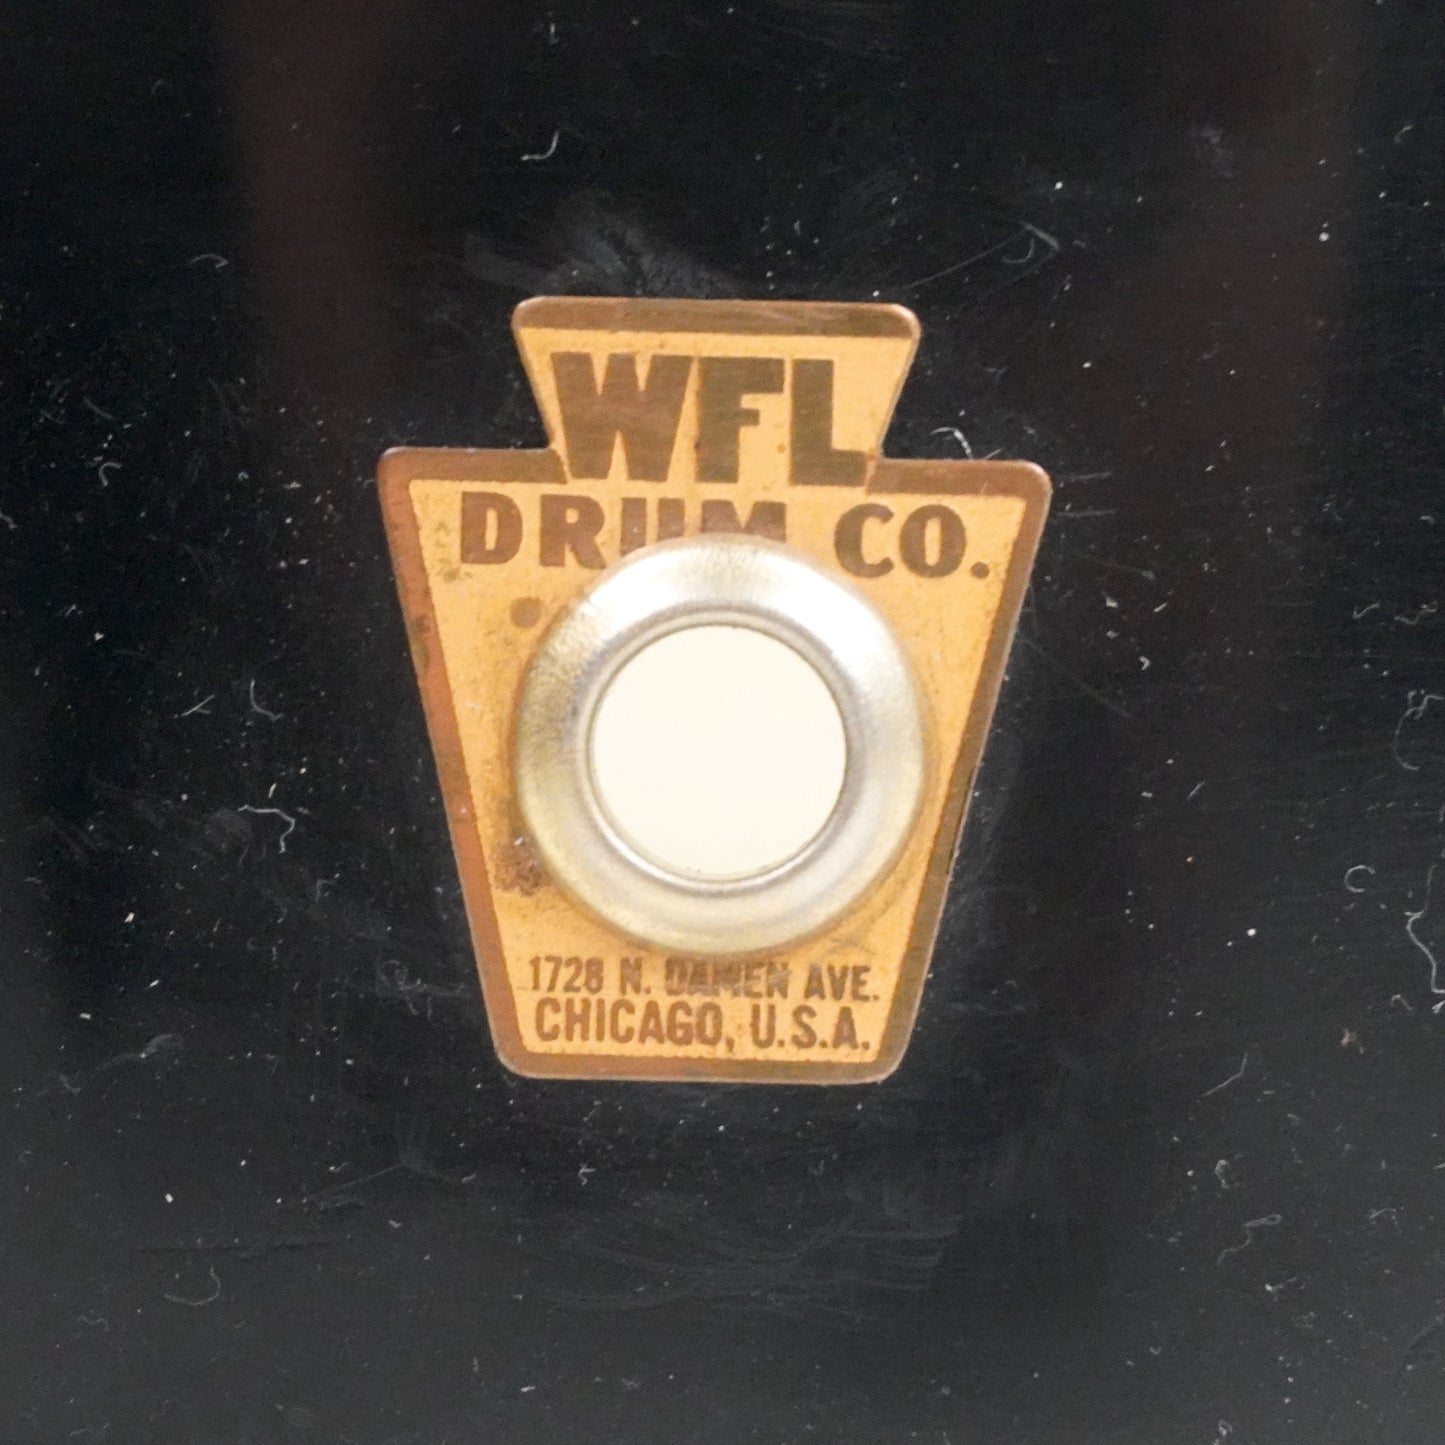 WFL
DRUM CO.
1728 N. DAMEN AVE.
CHICAGO, U.S.A.